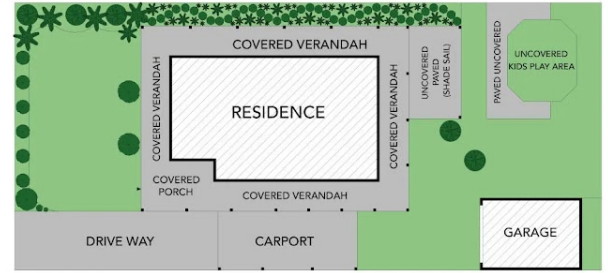 COVERED VERANDAH
COVERED VERANDAH
RESIDENCE
COVERED VERANDAH
UNCOVERED
PAVED
(SHADE SAIL)
PAVED UNCOVERED
UNCOVERED
KIDS PLAY AREA
COVERED
PORCH
COVERED VERANDAH
DRIVE WAY
CARPORT
GARAGE